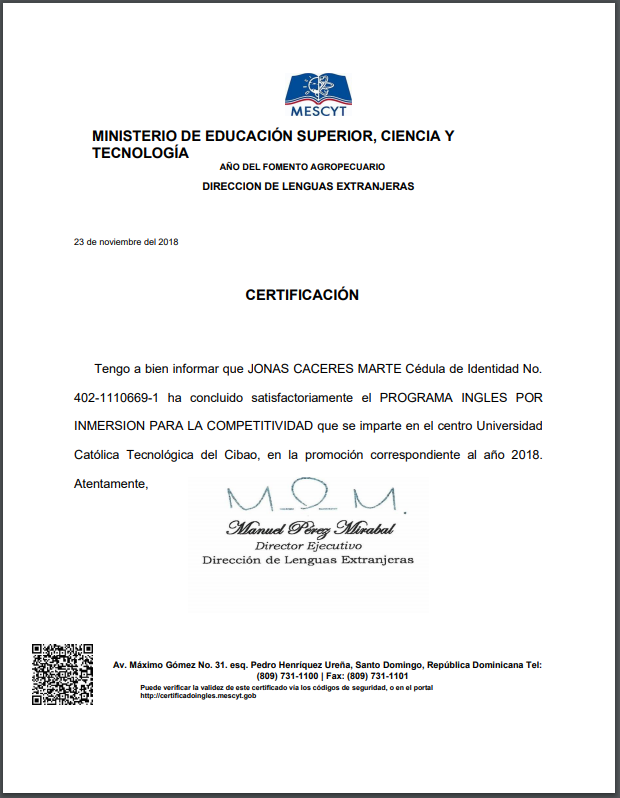 MESCYT
MINISTERIO DE EDUCACIÓN SUPERIOR, CIENCIA Y
TECNOLOGÍA
AÑO DEL FOMENTO AGROPECUARIO
DIRECCION DE LENGUAS EXTRANJERAS
23 de noviembre del 2018
CERTIFICACIÓN
Tengo a bien informar que JONAS CACERES MARTE Cédula de Identidad No.
402-1110669-1 ha concluido satisfactoriamente el PROGRAMA INGLES POR
INMERSION PARA LA COMPETITIVIDAD que se imparte en el centro Universidad
Católica Tecnológica del Cibao, en la promoción correspondiente al año 2018.
Atentamente,
M_O_M.
Manuel Pérez Mirabal
Director Ejecutivo
Dirección de Lenguas Extranjeras
Av. Máximo Gómez No. 31. esq. Pedro Henríquez Ureña, Santo Domingo, República Dominicana Tel:
(809) 731-1100 | Fax: (809) 731-1101
Puede verificar la validez de este certificado vía los códigos de seguridad, o en el portal
http://certificadoingles.mescyt.gob